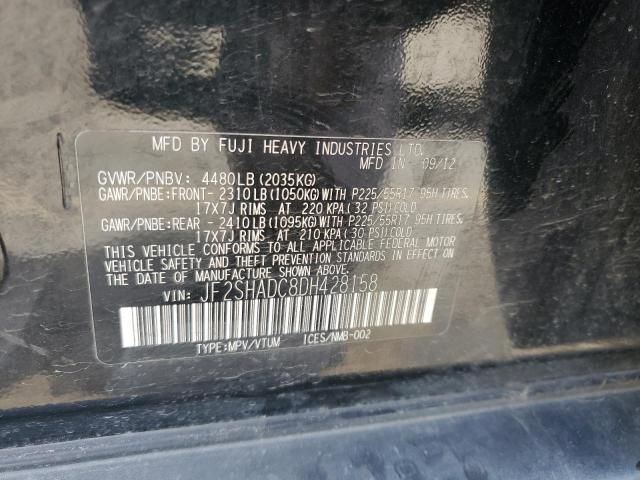 MFD BY FUJI HEAVY INDUSTRIES LTD.
MFD IN 09/12
GVWR/PNBV: 4480LB (2035KG)
GAWR/PNBE:FRONT- 2310LB(1050KG)WITH P225/55R17 95H TIRES,
17X7J RIMS AT 220 KPA(32 PSI)COLD
GAWR/PNBE:REAR - 2410LB(1095KG)WITH P225/55R17 95H TIRES,
17X7J RIMS AT 210 KPA(30 PSI)COLD
THIS VEHICLE CONFORMS TO ALL APPLICABLE FEDERAL MOTOR
VEHICLE SAFETY AND THEFT PREVENTION STANDARDS IN EFFECT ON
THE DATE OF MANUFACTURE SHOWN ABOVE.
VIN: JF2SHADC8DH428158
TYPE:MPV/VTUM ICES/NMB-002